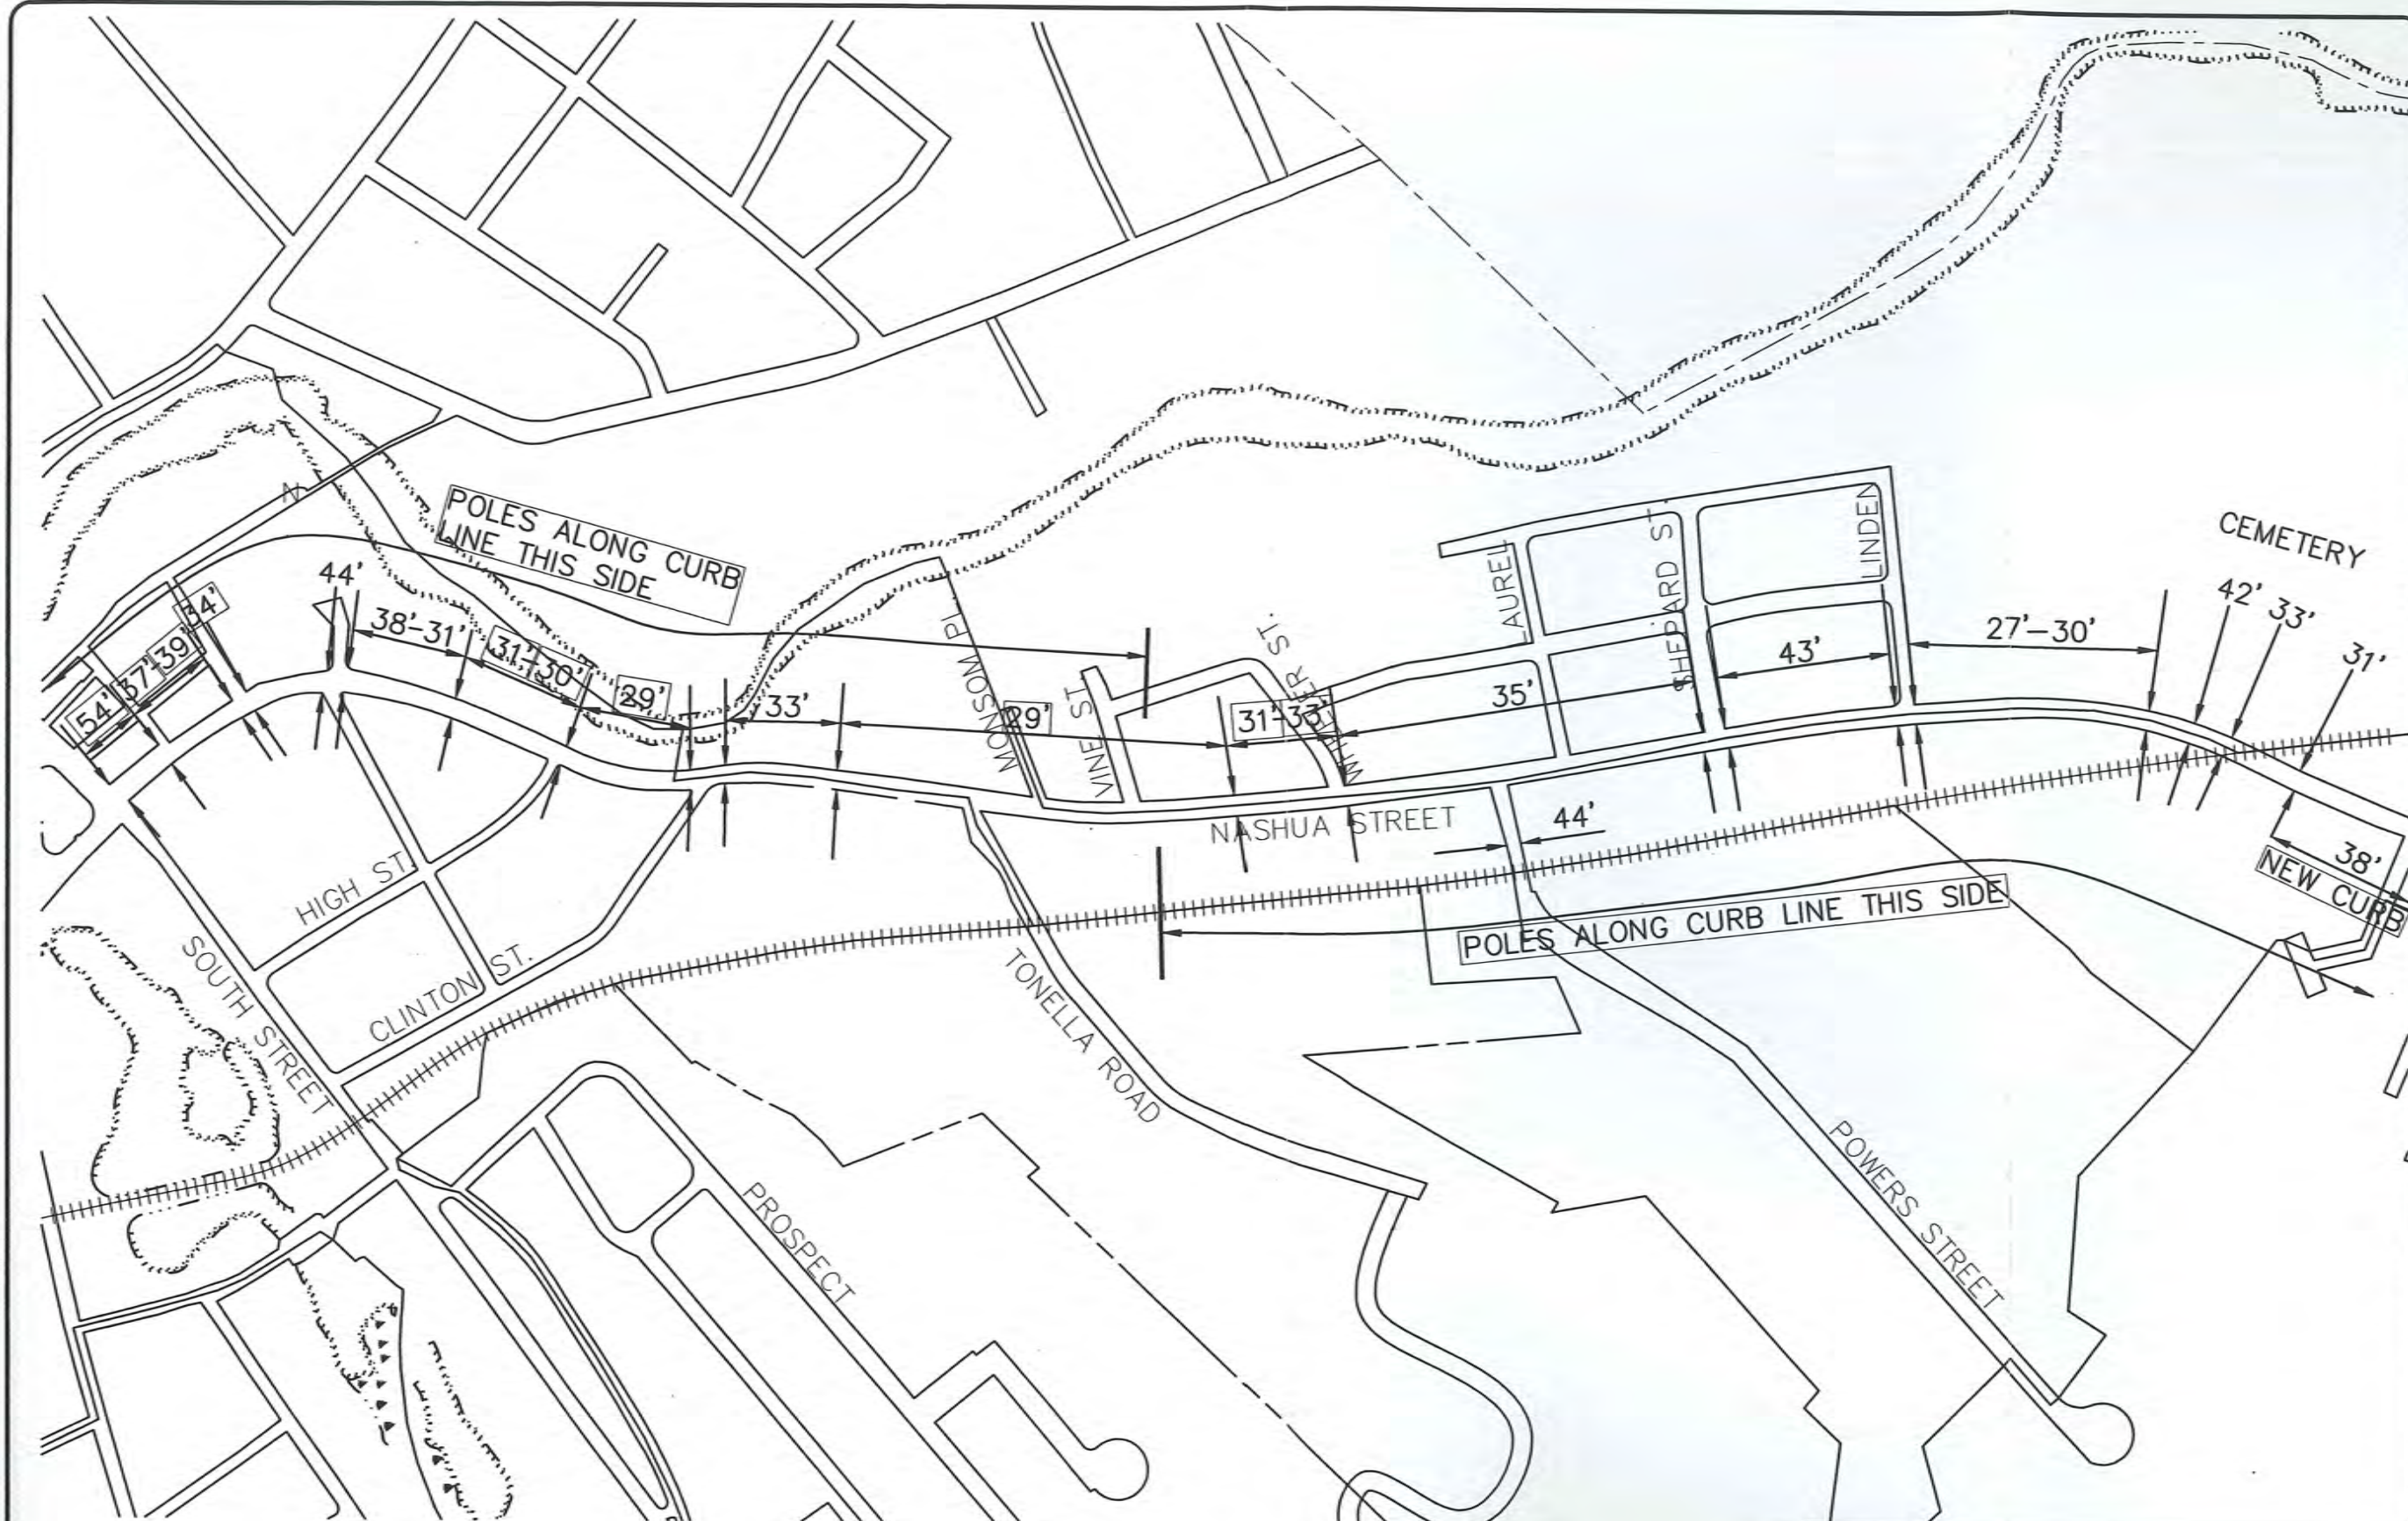 N
POLES ALONG CURB
LINE THIS SIDE
44'
34'
38'-31'
31'-30'
29'
37'-39'
54'
33'
29'
31'-33'
35'
43'
27'-30'
42'
33'
31'
CEMETERY
MONSOM PL.
VINE ST
WHITTIER ST.
LAUREL
SHEPARD ST.
LINDEN
NASHUA STREET
44'
38'
NEW CURB
POLES ALONG CURB LINE THIS SIDE
HIGH ST.
CLINTON ST.
SOUTH STREET
TONELLA ROAD
PROSPECT
POWERS STREET